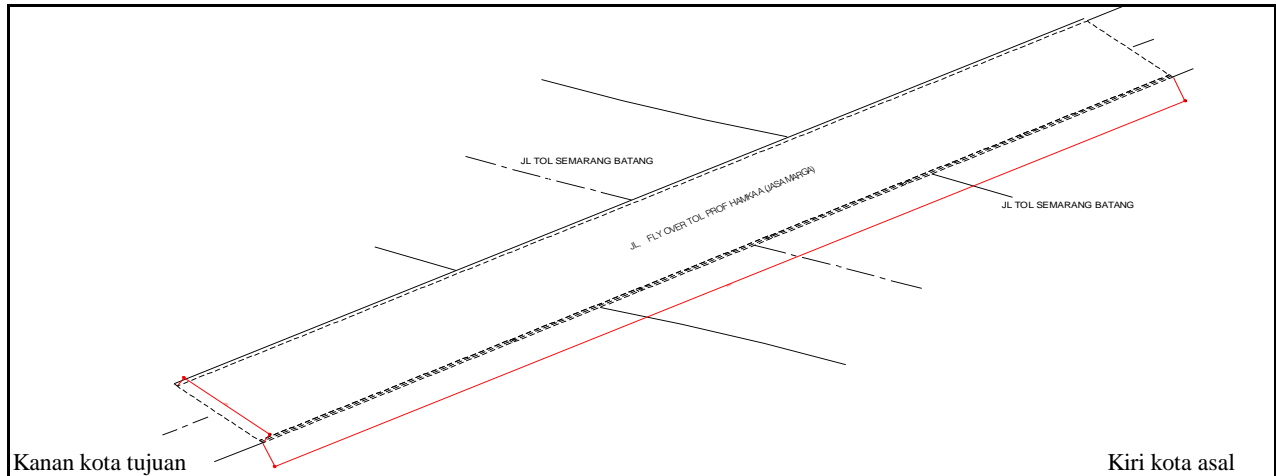 JL TOL SEMARANG BATANG
JL. FLY OVER TOL PROF HAMKA A (JASA MARGA)
JL TOL SEMARANG BATANG
Kanan kota tujuan
Kiri kota asal